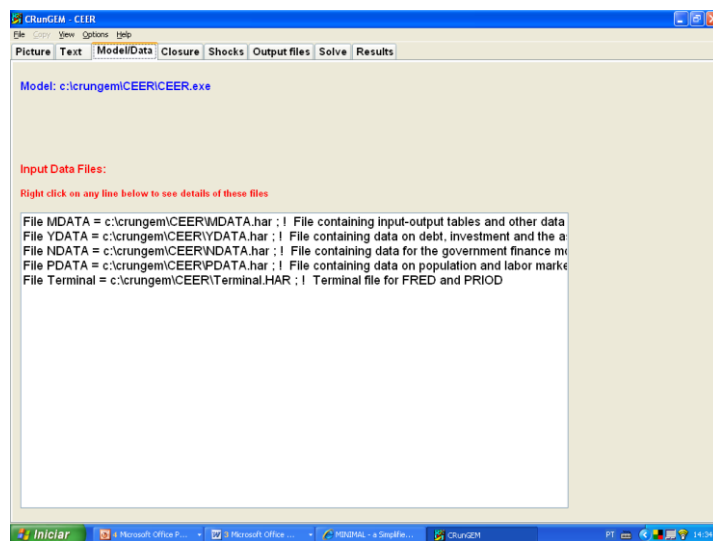 CRunGEM - CEER
File Copy View Options Help
Picture Text Model/Data Closure Shocks Output files Solve Results
Model: c:\crungem\CEER\CEER.exe
Input Data Files:
Right click on any line below to see details of these files
File MDATA = c:\crungem\CEER\MDATA.har ; ! File containing input-output tables and other data
File YDATA = c:\crungem\CEER\YDATA.har ; ! File containing data on debt, investment and the a
File NDATA = c:\crungem\CEER\NDATA.har ; ! File containing data for the government finance mo
File PDATA = c:\crungem\CEER\PDATA.har ; ! File containing data on population and labor marke
File Terminal = c:\crungem\CEER\Terminal.HAR ; ! Terminal file for FRED and PRIOD
Iniciar 4 Microsoft Office P... 3 Microsoft Office ... MINIMAL - a Simplifie... CRunGEM PT 14:34